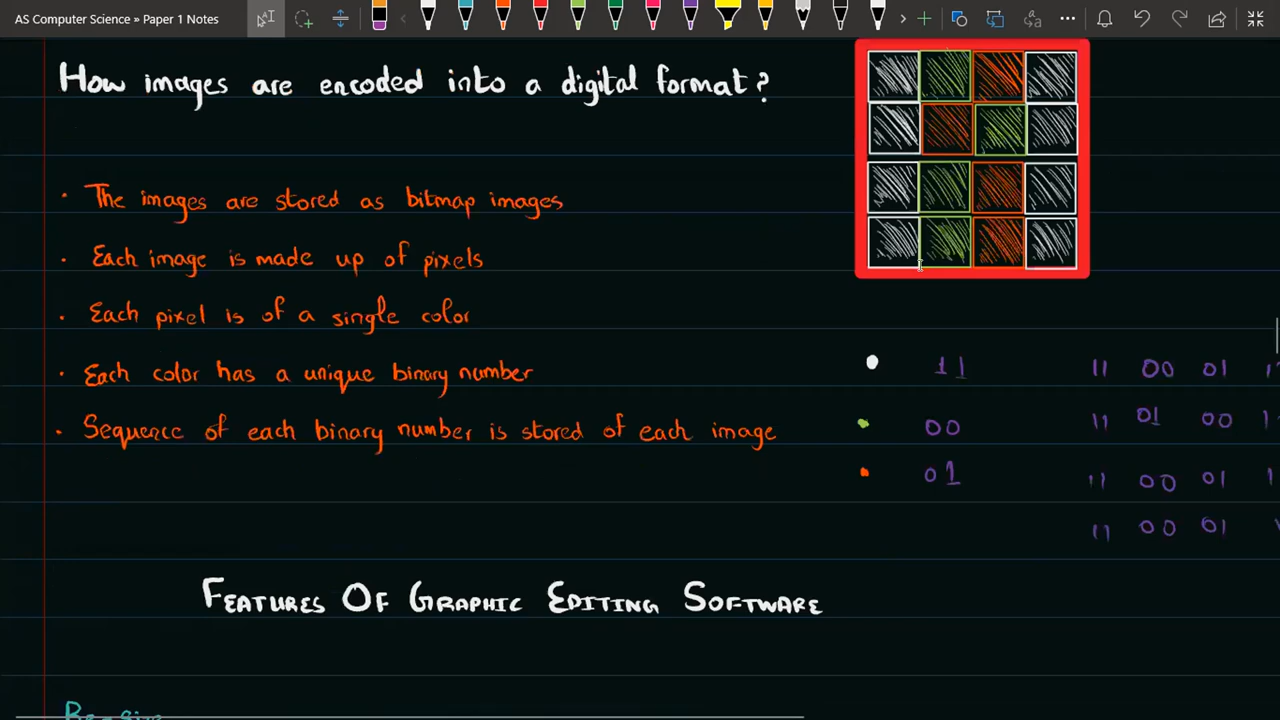 AS Computer Science » Paper 1 Notes
How images are encoded into a digital format?
· The images are stored as bitmap images
· Each image is made up of pixels
· Each pixel is of a single color
· Each color has a unique binary number
· Sequence of each binary number is stored of each image
11
00
01
11 00 01
11 01 00
11 00 01
11 00 01
FEATURES OF GRAPHIC EDITING SOFTWARE